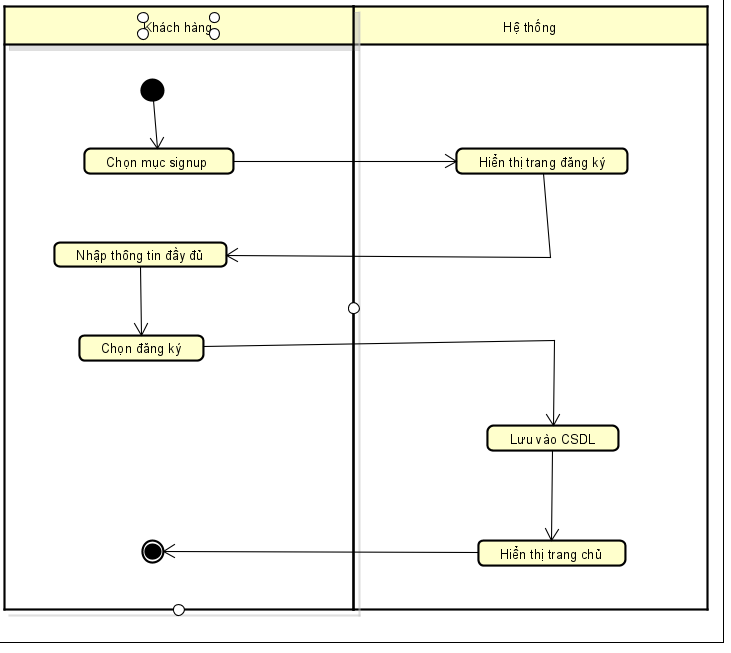 Khách hàng
Hệ thống
Chọn mục signup
Hiển thị trang đăng ký
Nhập thông tin đầy đủ
Chọn đăng ký
Lưu vào CSDL
Hiển thị trang chủ